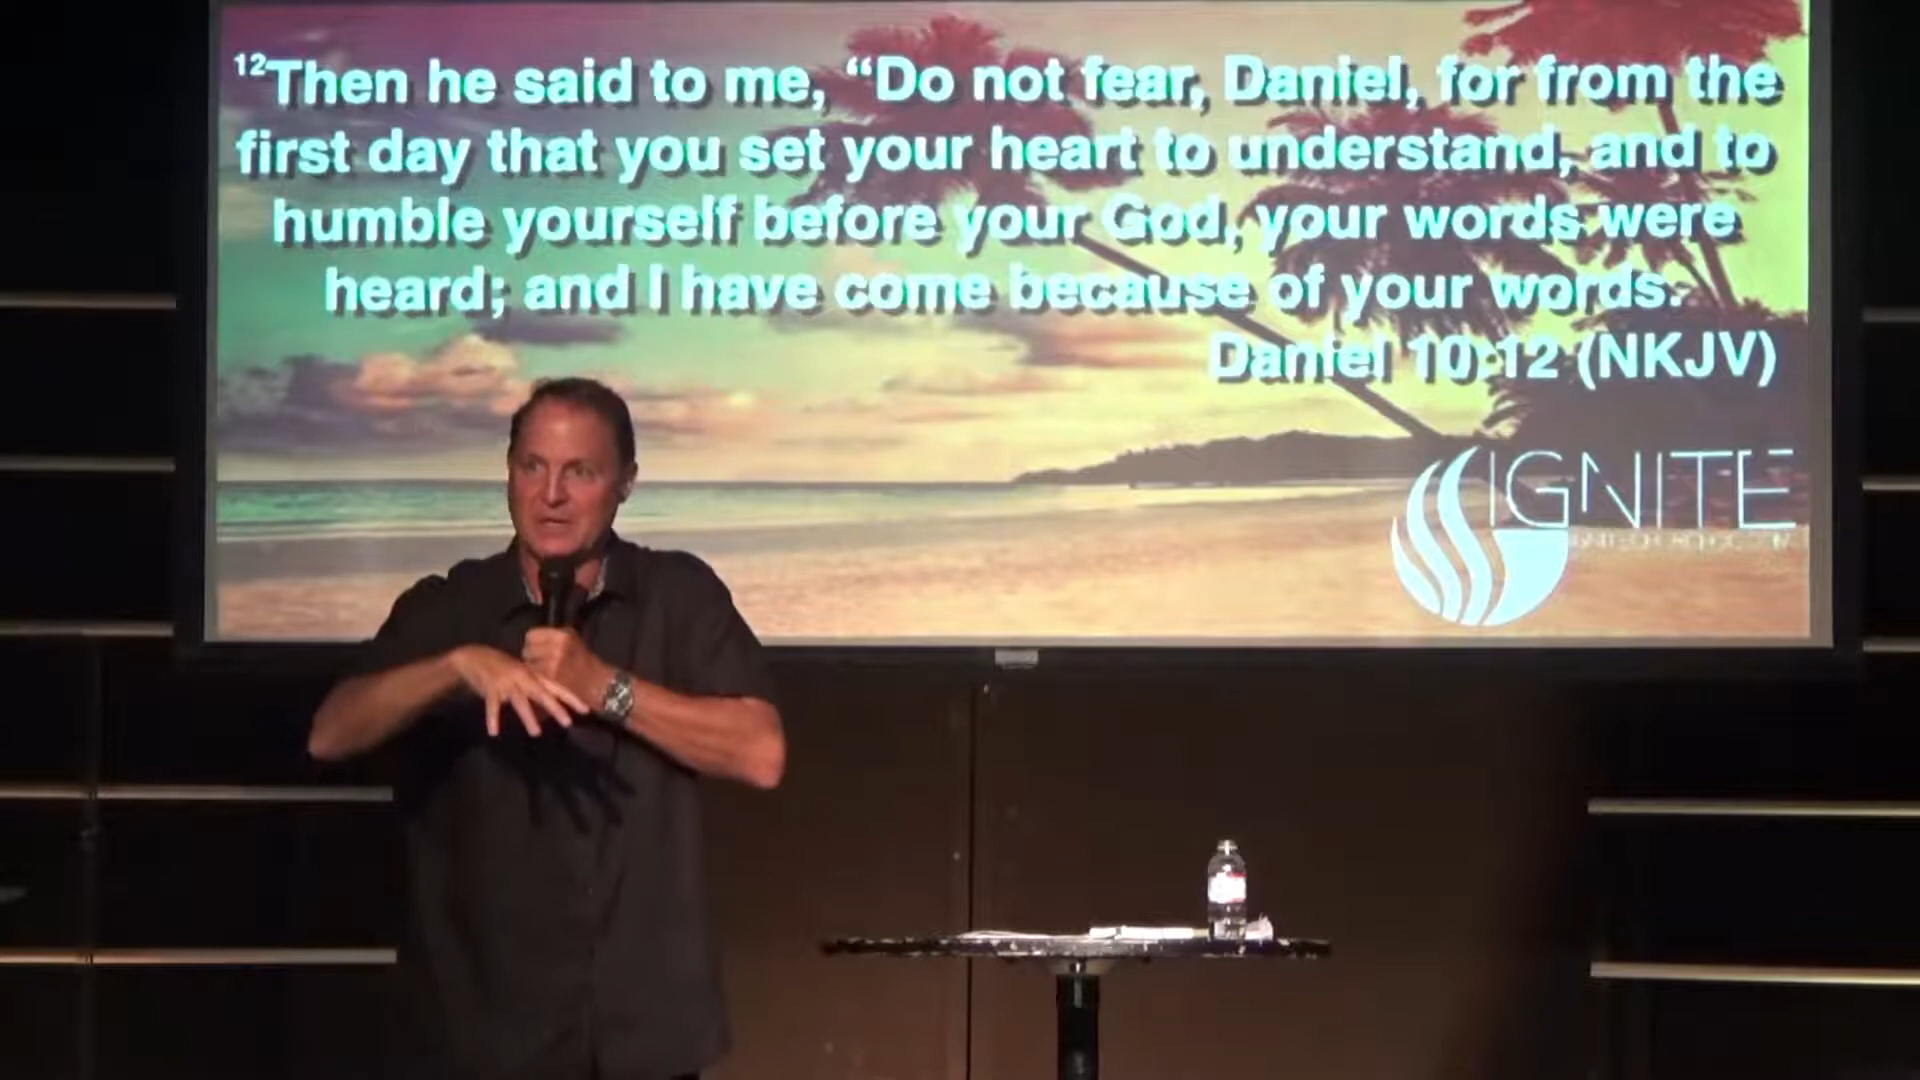 ¹²Then he said to me, “Do not fear, Daniel, for from the
first day that you set your heart to understand, and to
humble yourself before your God, your words were
heard; and I have come because of your words.
Daniel 10:12 (NKJV)
IGNITE